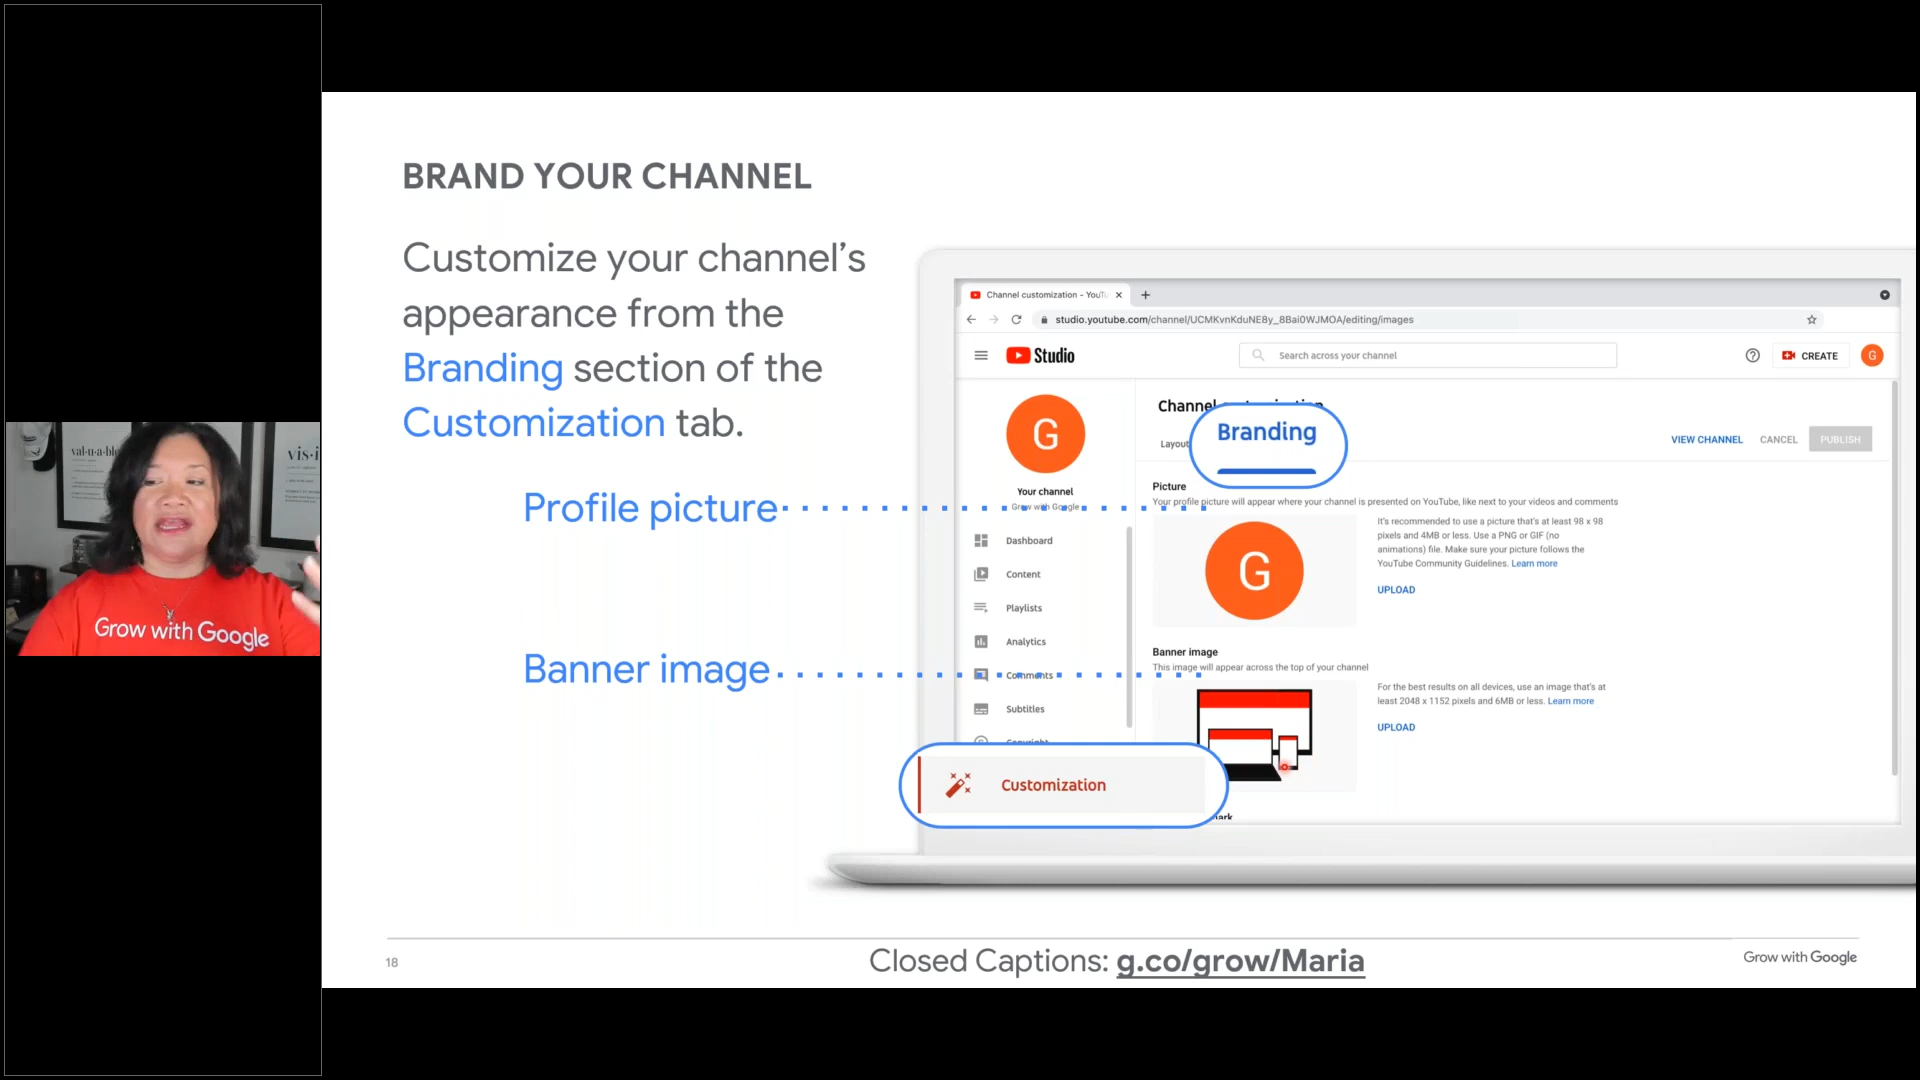 BRAND YOUR CHANNEL
Customize your channel's
appearance from the
Branding section of the
Customization tab.
Profile picture
Banner image
Channel customization - YouTu
studio.youtube.com/channel/UCMKvnKduNE8y_8Bai0WJMOA/editing/images
Studio
Search across your channel
CREATE
G
G
Your channel
Grow with Google
Dashboard
Content
Playlists
Analytics
Comments
Subtitles
Copyright
Customization
Channel customization
Layout
Branding
VIEW CHANNEL
CANCEL
PUBLISH
Picture
Your profile picture will appear where your channel is presented on YouTube, like next to your videos and comments
G
It's recommended to use a picture that's at least 98 x 98
pixels and 4MB or less. Use a PNG or GIF (no
animations) file. Make sure your picture follows the
YouTube Community Guidelines. Learn more
UPLOAD
Banner image
This image will appear across the top of your channel
For the best results on all devices, use an image that's at
least 2048 x 1152 pixels and 6MB or less. Learn more
UPLOAD
ark
18
Closed Captions: g.co/grow/Maria
Grow with Google
val·u·a·bl
vis·i
Grow with Google